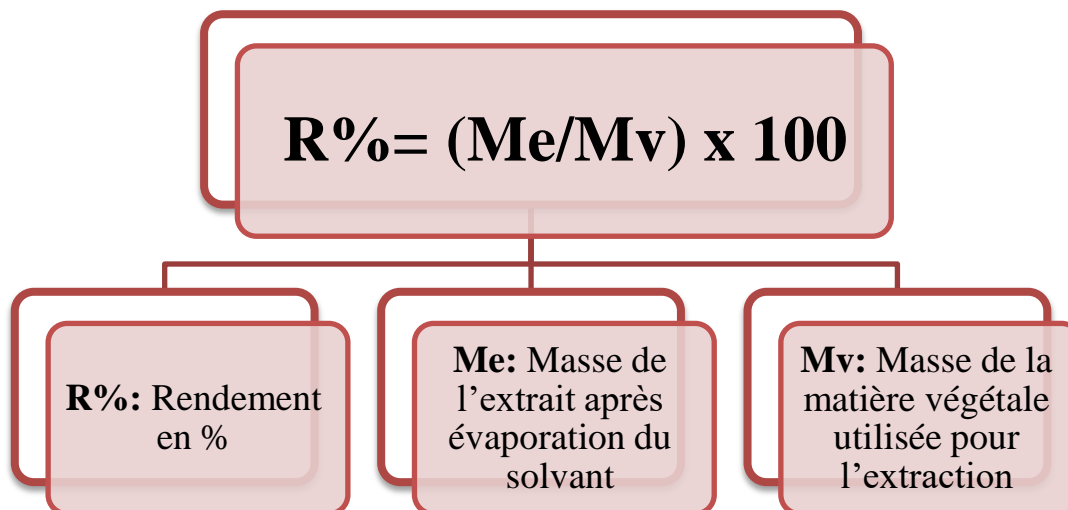 R%= (Me/Mv) x 100
R%: Rendement
en %
Me: Masse de
l’extrait après
évaporation du
solvant
Mv: Masse de la
matière végétale
utilisée pour
l’extraction